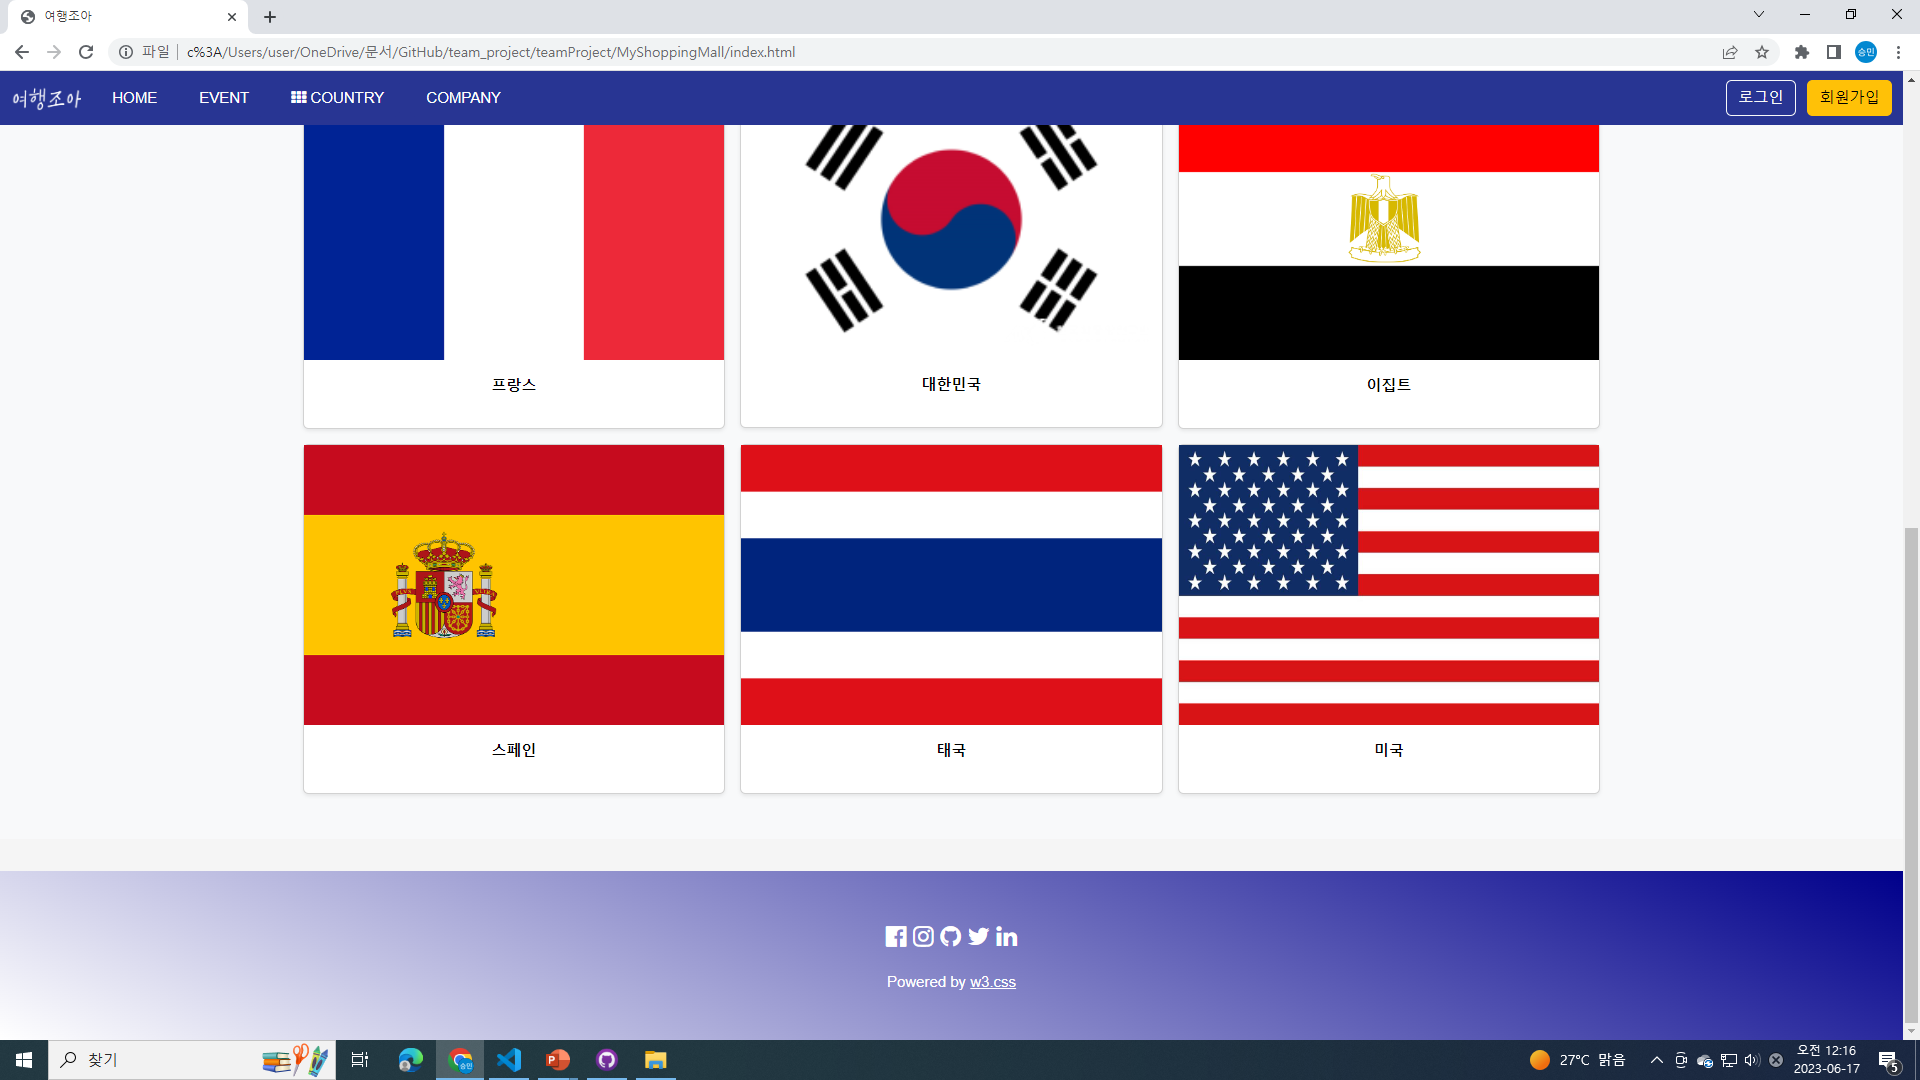 여행조아
파일 c%3A/Users/user/OneDrive/문서/GitHub/team_project/teamProject/MyShoppingMall/index.html
승민
여행조아 HOME EVENT COUNTRY COMPANY 로그인 회원가입
프랑스 대한민국 이집트
스페인 태국 미국
Powered by w3.css
찾기
27°C 맑음
오전 12:16
2023-06-17
5